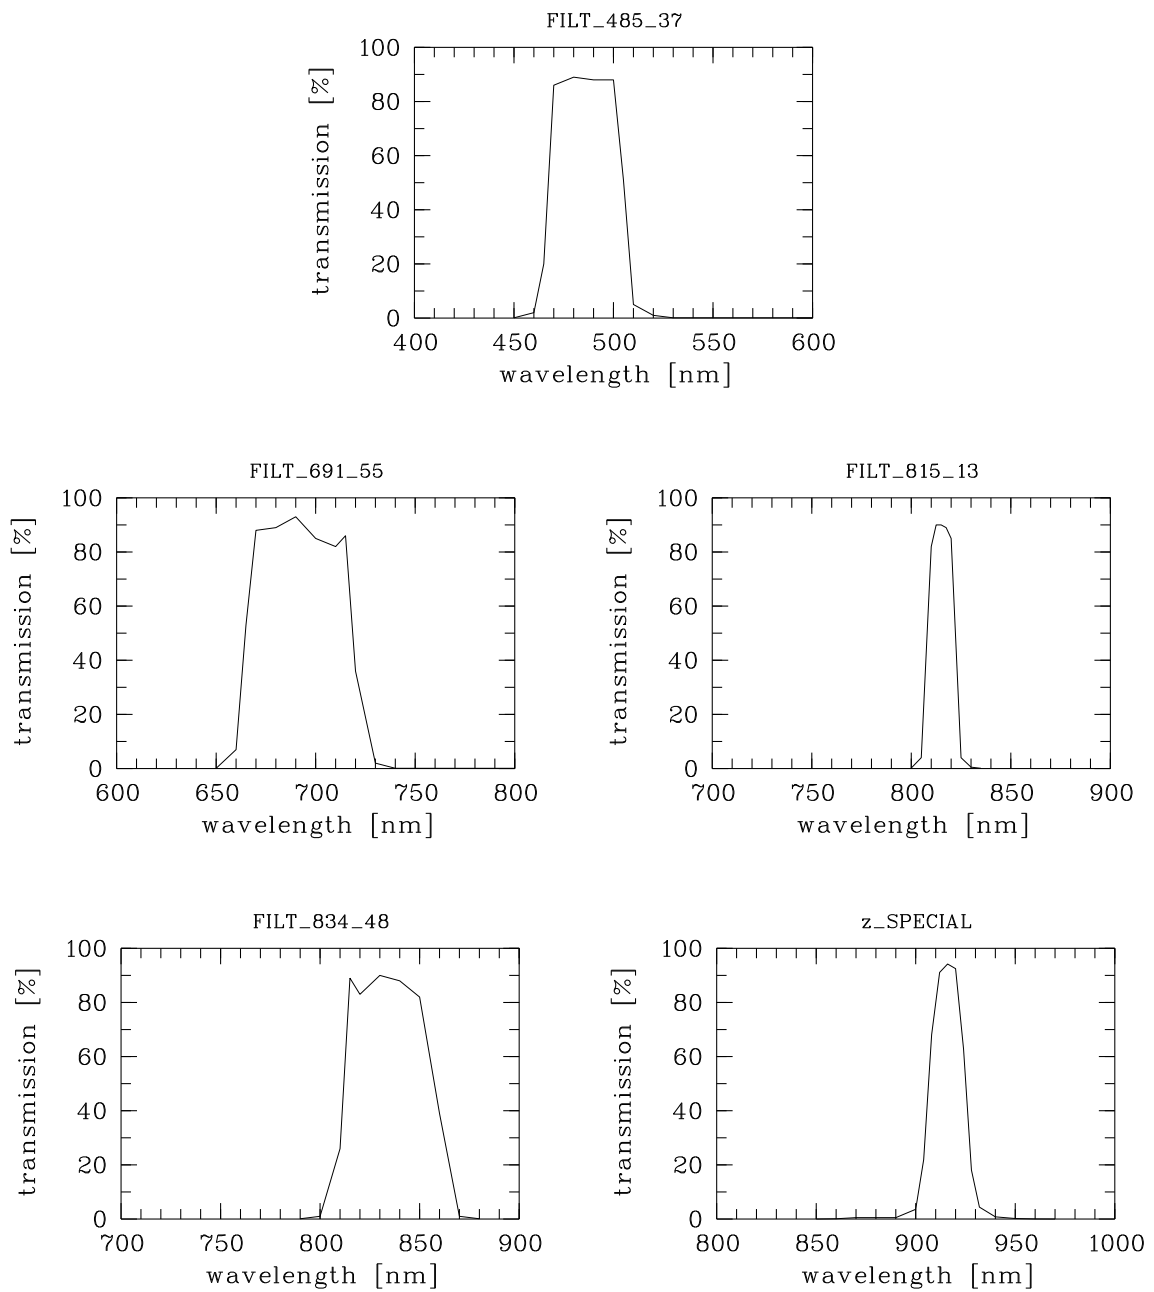 FILT_485_37
100
80
60
40
20
0
transmission [%]
400 450 500 550 600
wavelength [nm]
FILT_691_55
100
80
60
40
20
0
transmission [%]
600 650 700 750 800
wavelength [nm]
FILT_815_13
100
80
60
40
20
0
transmission [%]
700 750 800 850 900
wavelength [nm]
FILT_834_48
100
80
60
40
20
0
transmission [%]
700 750 800 850 900
wavelength [nm]
z_SPECIAL
100
80
60
40
20
0
transmission [%]
800 850 900 950 1000
wavelength [nm]